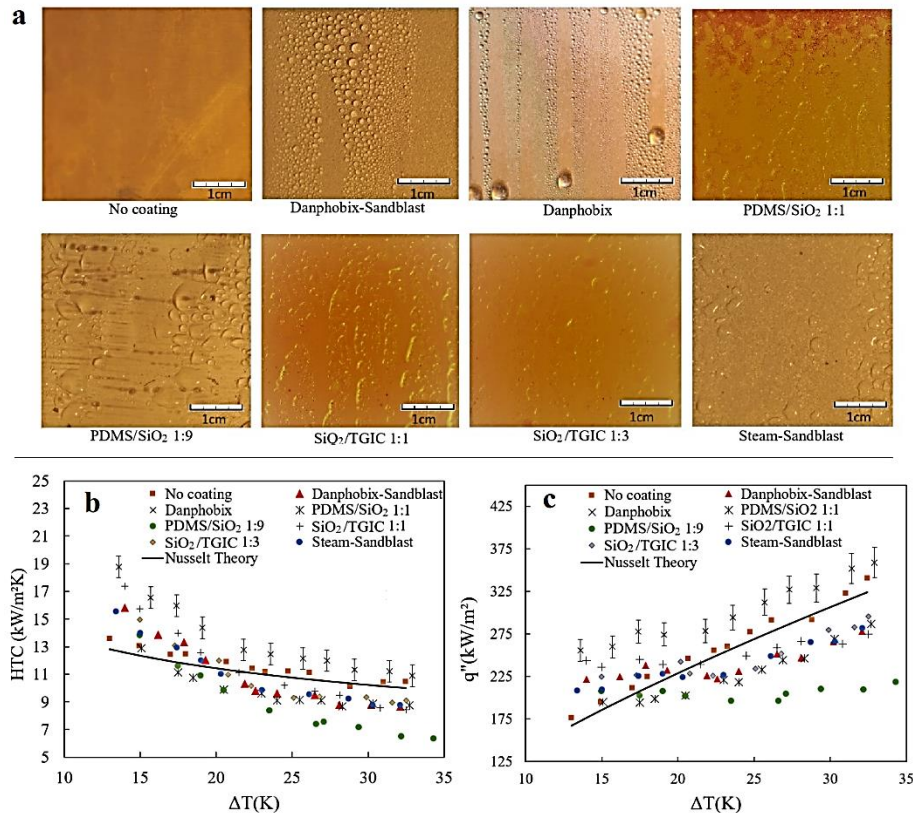 a
1cm
1cm
1cm
1cm
No coating
Danphobix-Sandblast
Danphobix
PDMS/SiO₂ 1:1
1cm
1cm
1cm
1cm
PDMS/SiO₂ 1:9
SiO₂/TGIC 1:1
SiO₂/TGIC 1:3
Steam-Sandblast
b
25
23
21
19
17
15
13
11
9
7
5
HTC (kW/m²K)
No coating
Danphobix-Sandblast
Danphobix
PDMS/SiO₂ 1:1
PDMS/SiO₂ 1:9
SiO₂/TGIC 1:1
SiO₂/TGIC 1:3
Steam-Sandblast
Nusselt Theory
10 15 20 25 30 35
ΔT(K)
c
425
375
325
275
225
175
125
q"(kW/m²)
No coating
Danphobix-Sandblast
Danphobix
PDMS/SiO2 1:1
PDMS/SiO₂ 1:9
SiO2/TGIC 1:1
SiO₂/TGIC 1:3
Steam-Sandblast
Nusselt Theory
10 15 20 25 30 35
ΔT(K)